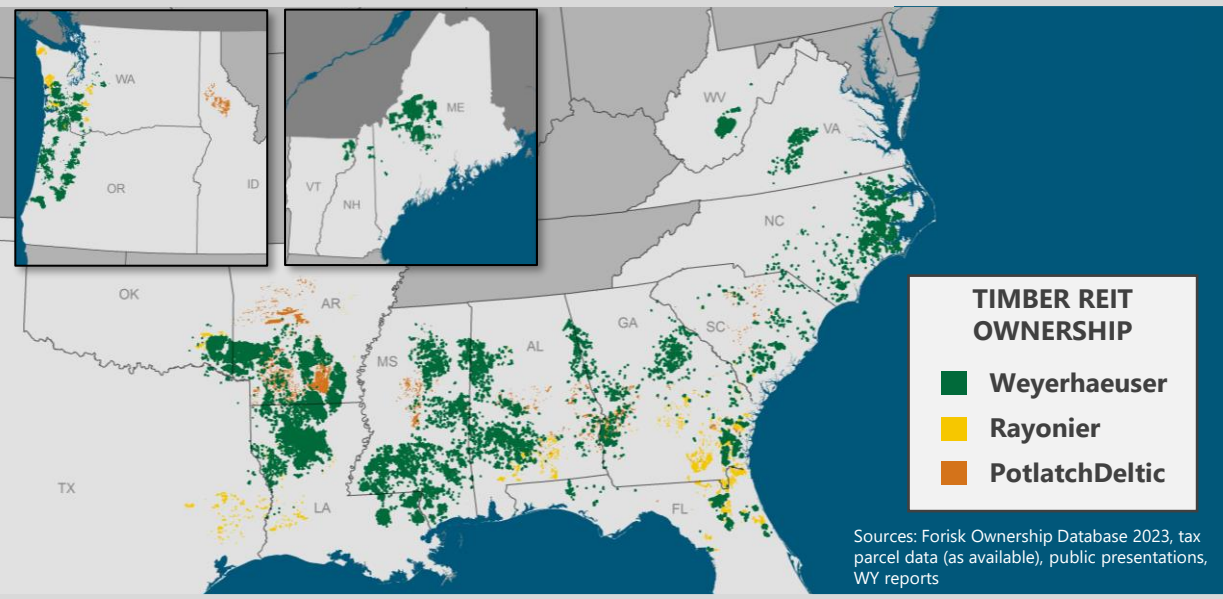 WA
OR
ID
ME
VT
NH
WV
VA
NC
OK
AR
TX
LA
MS
AL
GA
SC
FL
TIMBER REIT
OWNERSHIP
Weyerhaeuser
Rayonier
PotlatchDeltic
Sources: Forisk Ownership Database 2023, tax
parcel data (as available), public presentations,
WY reports